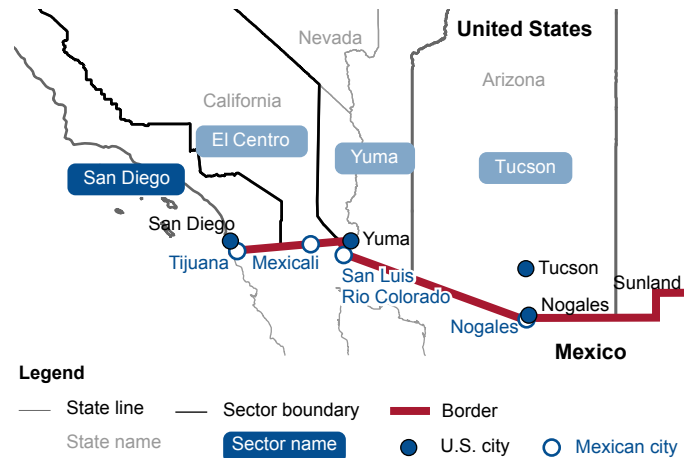 Nevada
United States
Arizona
California
El Centro
Yuma
Tucson
San Diego
San Diego
Yuma
Tijuana
Mexicali
San Luis
Rio Colorado
Tucson
Sunland
Nogales
Nogales
Mexico
Legend
State line
Sector boundary
Border
State name
Sector name
U.S. city
Mexican city